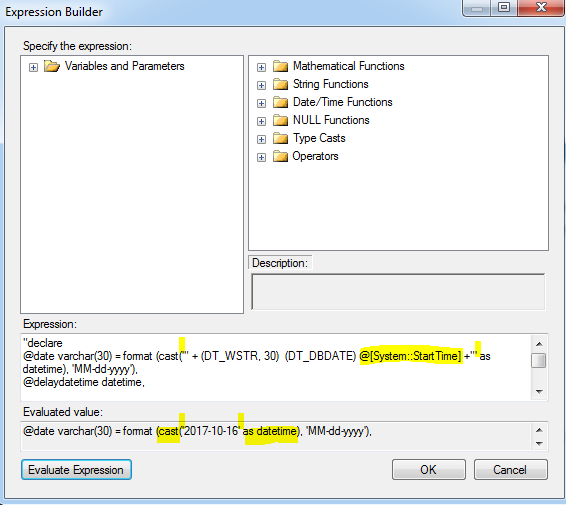 Expression Builder
Specify the expression:
Variables and Parameters
Mathematical Functions
String Functions
Date/Time Functions
NULL Functions
Type Casts
Operators
Description:
Expression:
"declare
@date varchar(30) = format (cast('" + (DT_WSTR, 30)  (DT_DBDATE) @[System::StartTime] +"' as
datetime), 'MM-dd-yyyy'),
@delaydatetime datetime,
Evaluated value:
@date varchar(30) = format (cast('2017-10-16' as datetime), 'MM-dd-yyyy'),
Evaluate Expression
OK
Cancel